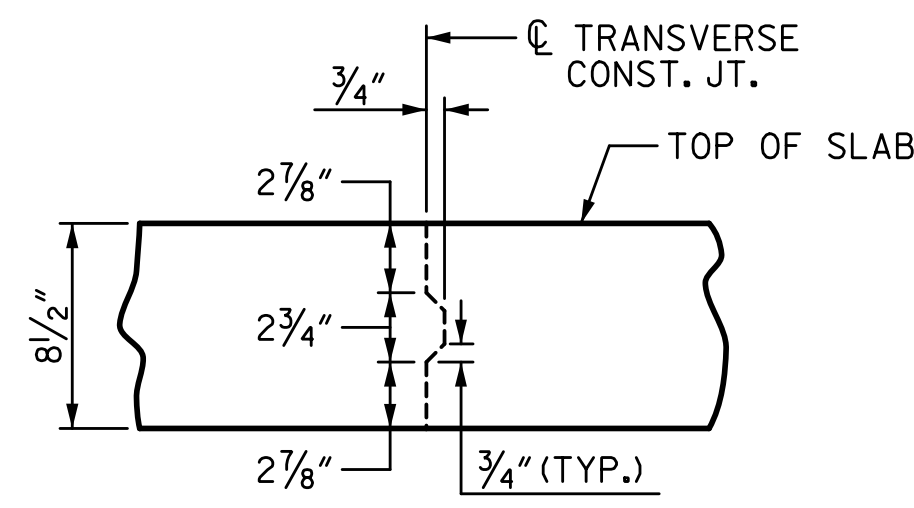 ℄ TRANSVERSE
CONST. JT.
3/4"
TOP OF SLAB
2 7/8"
2 3/4"
8 1/2"
2 7/8"
3/4" (TYP.)